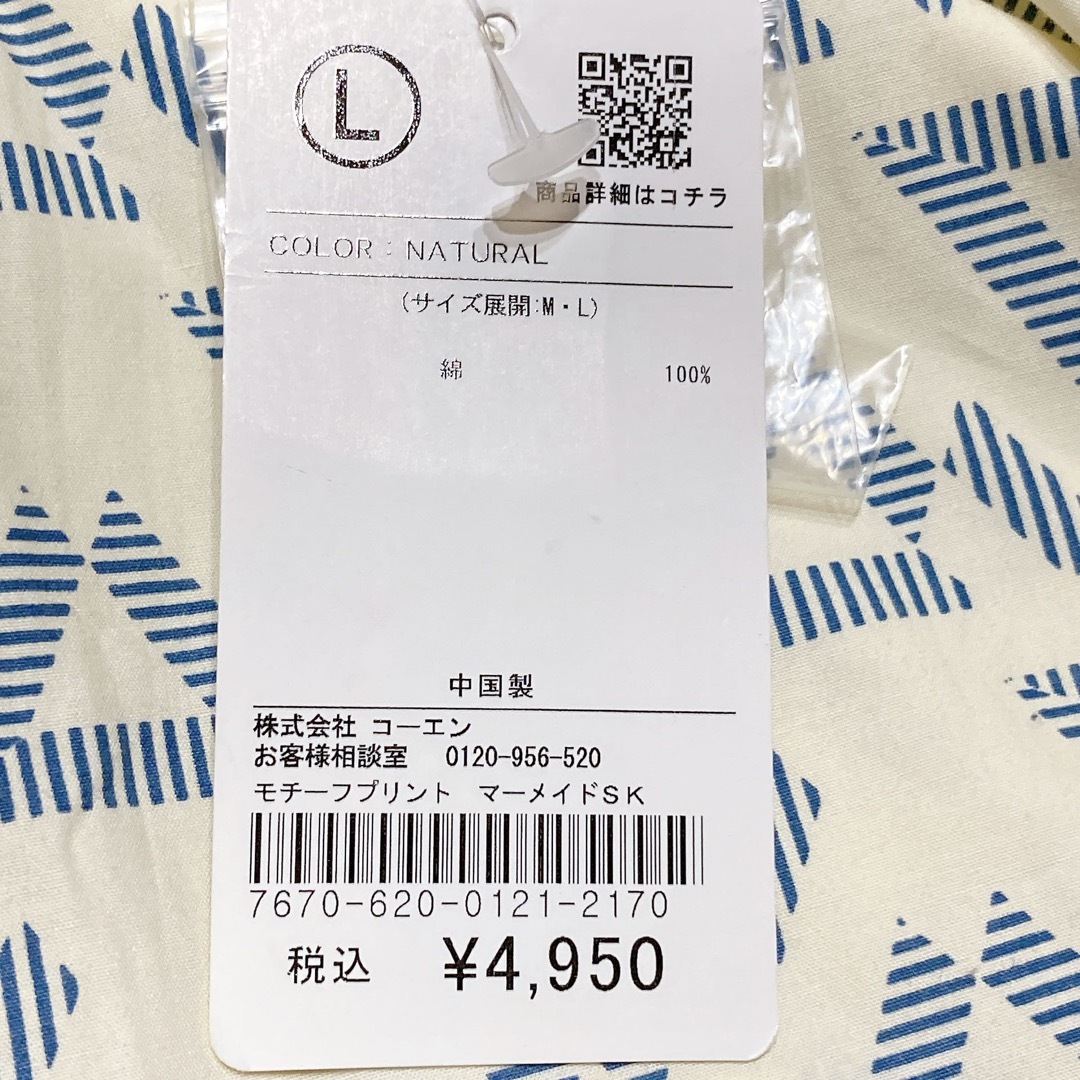 L
商品詳細はコチラ
COLOR：NATURAL
(サイズ展開:M・L)
綿 100%
中国製
株式会社 コーエン
お客様相談室 0120-956-520
モチーフプリント マーメイドSK
7670-620-0121-2170
税込 ¥4,950